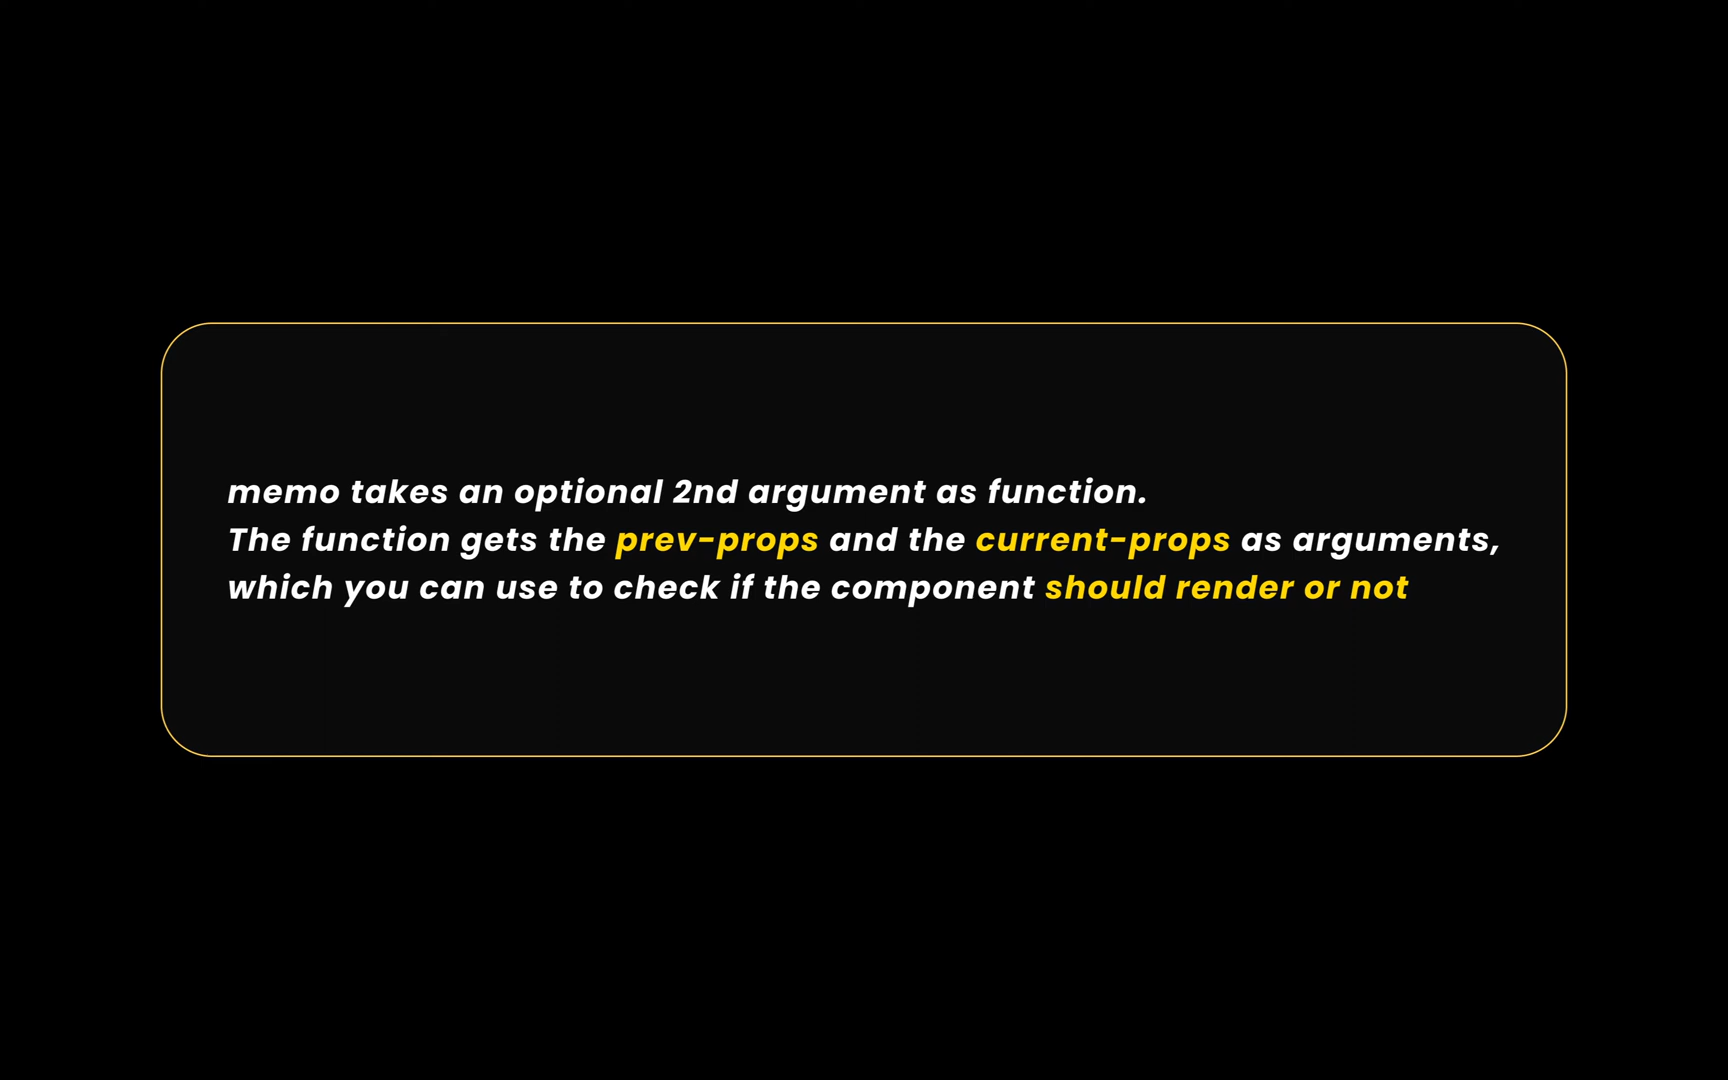 memo takes an optional 2nd argument as function.
The function gets the prev-props and the current-props as arguments,
which you can use to check if the component should render or not